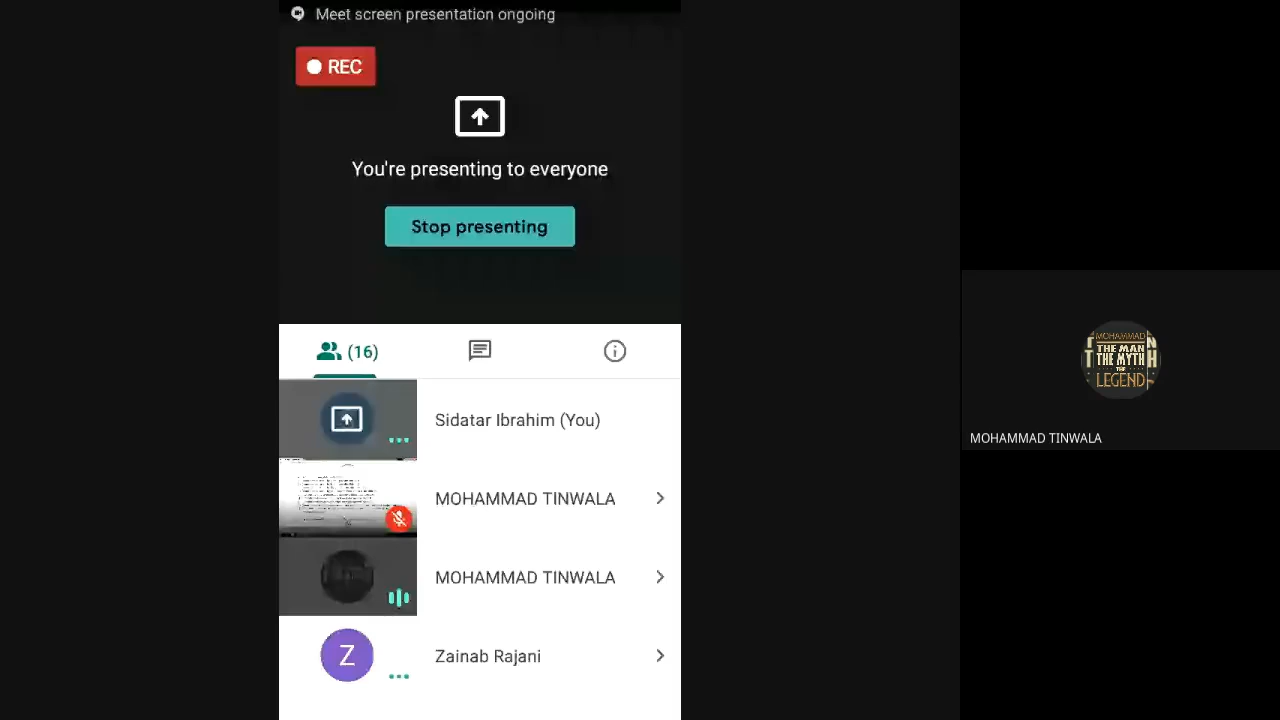 Meet screen presentation ongoing
REC
You're presenting to everyone
Stop presenting
(16)
Sidatar Ibrahim (You)
MOHAMMAD TINWALA
MOHAMMAD TINWALA
Z
Zainab Rajani
MOHAMMAD
THE MAN
THE MYTH
THE
LEGEND
MOHAMMAD TINWALA